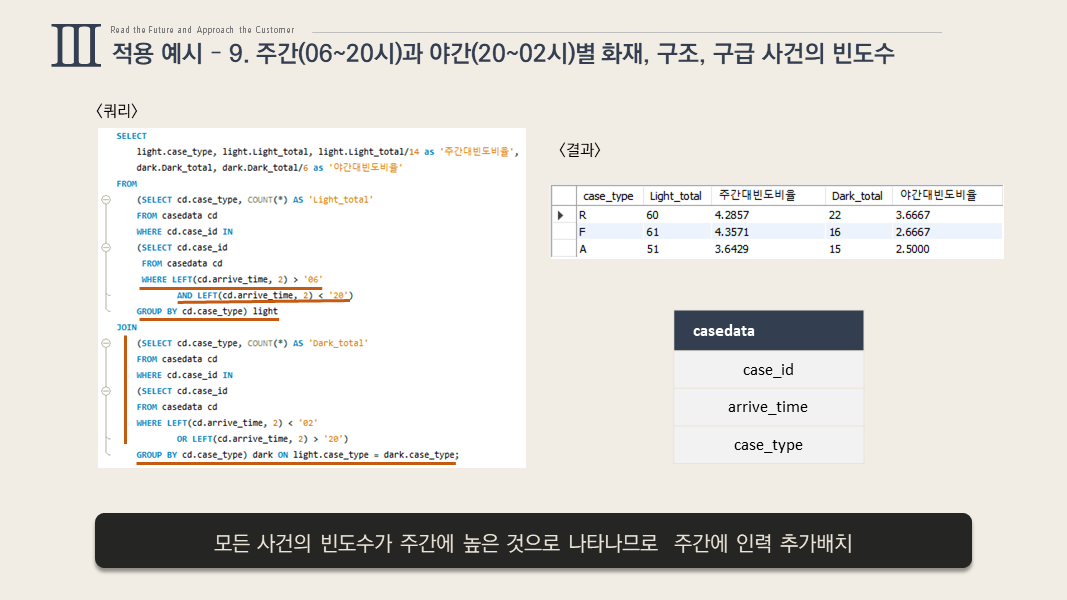 Ⅲ
Read the Future and Approach the Customer
적용 예시 - 9. 주간(06~20시)과 야간(20~02시)별 화재, 구조, 구급 사건의 빈도수
〈쿼리〉
SELECT
light.case_type, light.Light_total, light.Light_total/14 as '주간대빈도비율',
dark.Dark_total, dark.Dark_total/6 as '야간대빈도비율'
FROM
(SELECT cd.case_type, COUNT(*) AS 'Light_total'
FROM casedata cd
WHERE cd.case_id IN
(SELECT cd.case_id
FROM casedata cd
WHERE LEFT(cd.arrive_time, 2) > '06'
AND LEFT(cd.arrive_time, 2) < '20')
GROUP BY cd.case_type) light
JOIN
(SELECT cd.case_type, COUNT(*) AS 'Dark_total'
FROM casedata cd
WHERE cd.case_id IN
(SELECT cd.case_id
FROM casedata cd
WHERE LEFT(cd.arrive_time, 2) < '02'
OR LEFT(cd.arrive_time, 2) > '20')
GROUP BY cd.case_type) dark ON light.case_type = dark.case_type;
〈결과〉
case_type Light_total 주간대빈도비율 Dark_total 야간대빈도비율
R 60 4.2857 22 3.6667
F 61 4.3571 16 2.6667
A 51 3.6429 15 2.5000
casedata
case_id
arrive_time
case_type
모든 사건의 빈도수가 주간에 높은 것으로 나타나므로 주간에 인력 추가배치